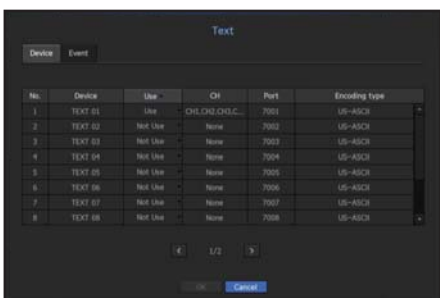 Text
Device Event
No. Device Use CH Port Encoding type
1 TEXT 01 Use CH1,CH2,CH3,C... 7001 US-ASCII
2 TEXT 02 Not Use None 7002 US-ASCII
3 TEXT 03 Not Use None 7003 US-ASCII
4 TEXT 04 Not Use None 7004 US-ASCII
5 TEXT 05 Not Use None 7005 US-ASCII
6 TEXT 06 Not Use None 7006 US-ASCII
7 TEXT 07 Not Use None 7007 US-ASCII
8 TEXT 08 Not Use None 7008 US-ASCII
1/2
OK Cancel